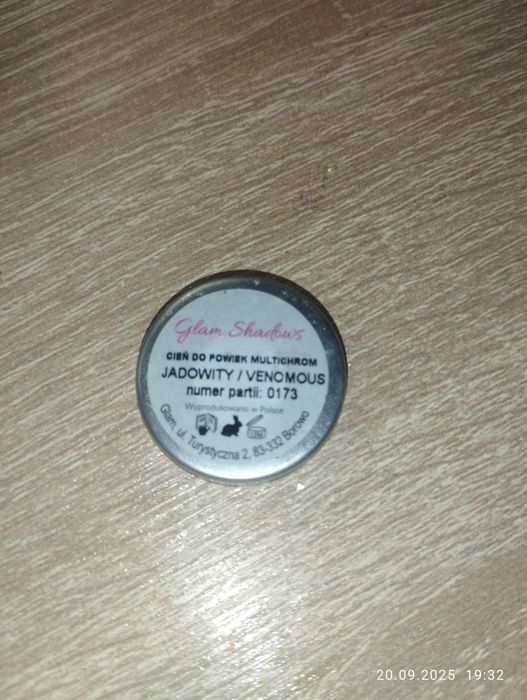 Glam Shadows
CIEŃ DO POWIEK MULTICHROM
JADOWITY / VENOMOUS
numer partii: 0173
Wyprodukowano w Polsce
12M
Glam, ul. Turystyczna 2, 83-332 Borowo
20.09.2025 19:32